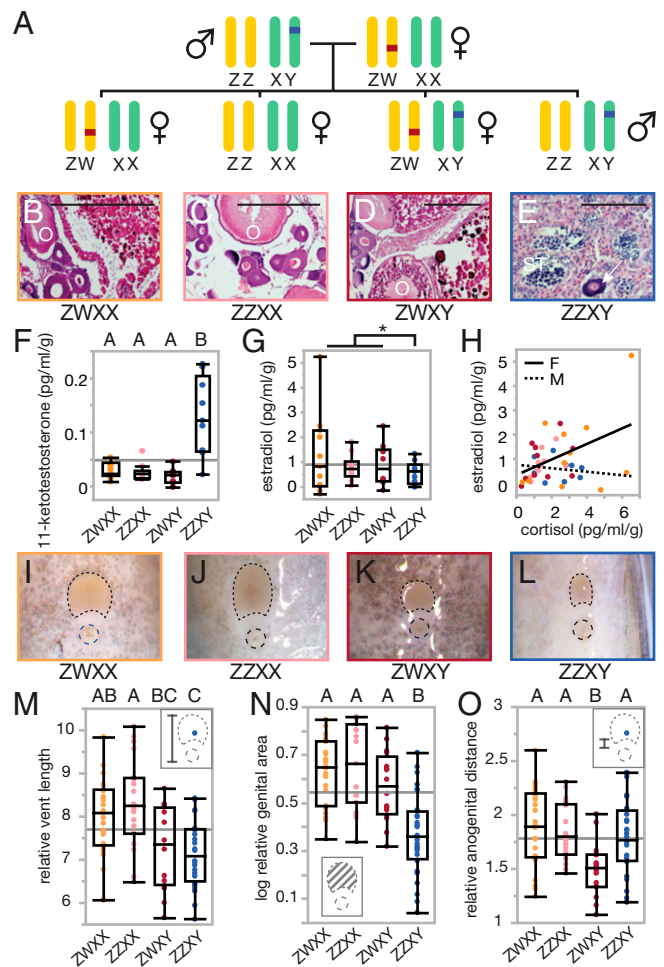 A
♂ ♀
ZZ XY ZW XX
♀ ♀ ♀ ♂
ZW XX ZZ XX ZW XY ZZ XY
B C D E
O O O ST
ZWXX ZZXX ZWXY ZZXY
F
A A A B
11-ketotestosterone (pg/ml/g)
0.2
0.1
0
ZWXX ZZXX ZWXY ZZXY
G
*
estradiol (pg/ml/g)
5
4
3
2
1
0
ZWXX ZZXX ZWXY ZZXY
H
F
M
estradiol (pg/ml/g)
5
4
3
2
1
0
0 2 4 6
cortisol (pg/ml/g)
I J K L
ZWXX ZZXX ZWXY ZZXY
M
AB A BC C
relative vent length
10
9
8
7
6
ZWXX ZZXX ZWXY ZZXY
N
A A A B
log relative genital area
0.9
0.7
0.5
0.3
0.1
ZWXX ZZXX ZWXY ZZXY
O
A A B A
relative anogenital distance
3
2.5
2
1.5
1
ZWXX ZZXX ZWXY ZZXY